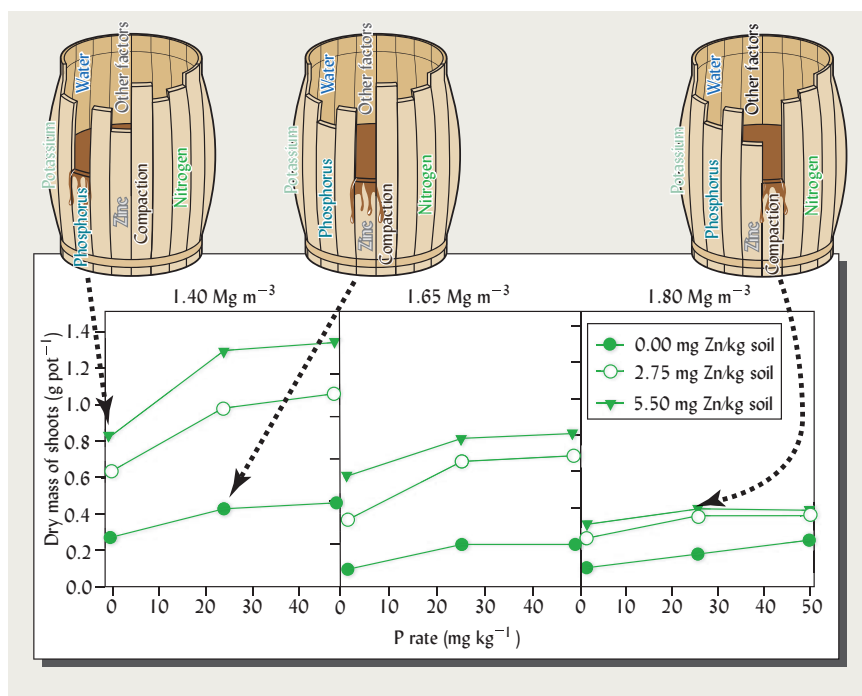 Potassium
Phosphorus
Water
Zinc
Other factors
Compaction
Nitrogen
Potassium
Phosphorus
Water
Zinc
Other factors
Compaction
Nitrogen
Potassium
Phosphorus
Water
Zinc
Other factors
Compaction
Nitrogen
1.40 Mg m⁻³
1.65 Mg m⁻³
1.80 Mg m⁻³
Dry mass of shoots (g pot⁻¹)
1.4
1.2
1.0
0.8
0.6
0.4
0.2
0.0
0.00 mg Zn/kg soil
2.75 mg Zn/kg soil
5.50 mg Zn/kg soil
0 10 20 30 40 0 10 20 30 40 0 10 20 30 40 50
P rate (mg kg⁻¹)